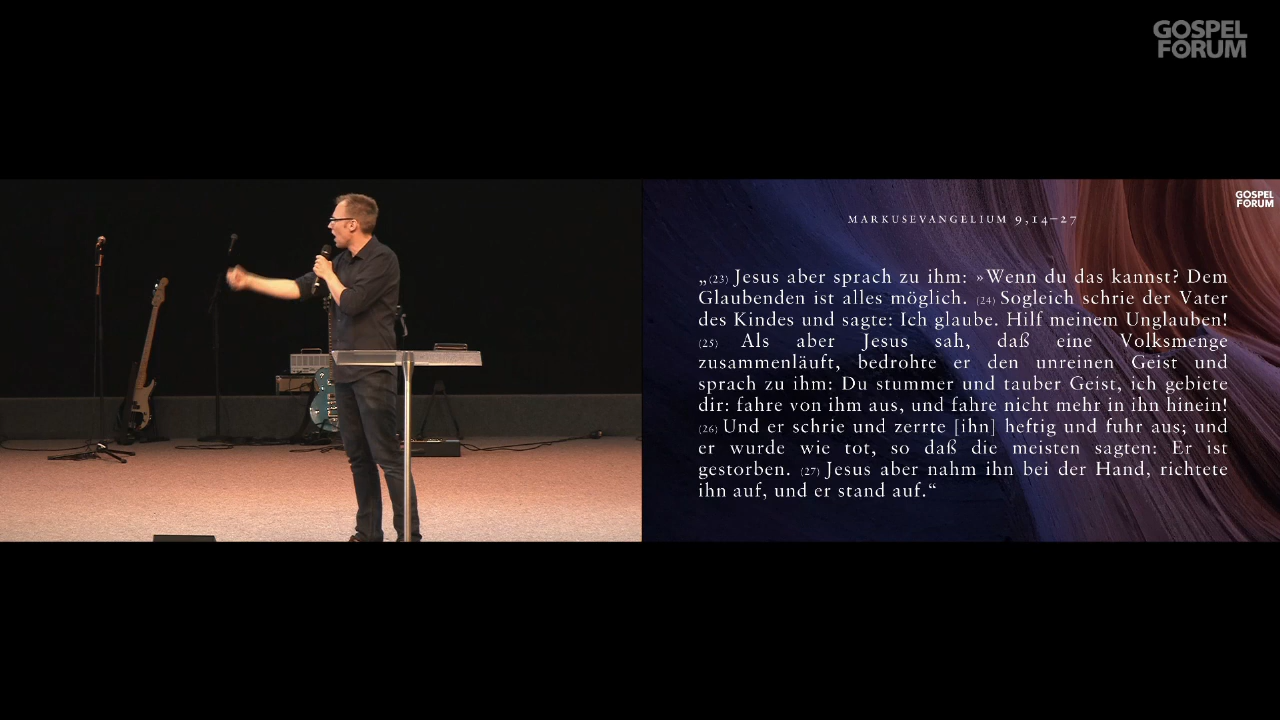 GOSPEL
FORUM
GOSPEL
FORUM
MARKUSEVANGELIUM 9,14–27
„(23) Jesus aber sprach zu ihm: »Wenn du das kannst? Dem
Glaubenden ist alles möglich. (24) Sogleich schrie der Vater
des Kindes und sagte: Ich glaube. Hilf meinem Unglauben!
(25) Als aber Jesus sah, daß eine Volksmenge
zusammenläuft, bedrohte er den unreinen Geist und
sprach zu ihm: Du stummer und tauber Geist, ich gebiete
dir: fahre von ihm aus, und fahre nicht mehr in ihn hinein!
(26) Und er schrie und zerrte [ihn] heftig und fuhr aus; und
er wurde wie tot, so daß die meisten sagten: Er ist
gestorben. (27) Jesus aber nahm ihn bei der Hand, richtete
ihn auf, und er stand auf.“